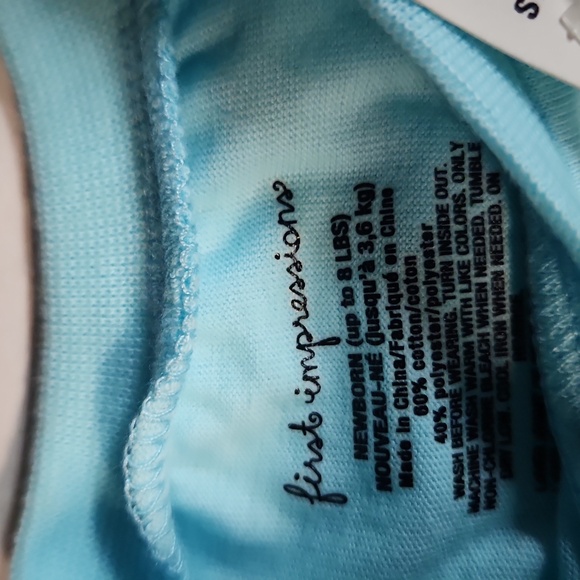 first impressions
NEWBORN (up to 8 LBS)
NOUVEAU-NÉ (jusqu'à 3,6 kg)
Made in China/Fabriqué en Chine
60% cotton/coton
40% polyester/polyester
WASH BEFORE WEARING. TURN INSIDE OUT.
MACHINE WASH WARM WITH LIKE COLORS. ONLY
NON-CHLORINE BLEACH WHEN NEEDED. TUMBLE
DRY LOW. COOL IRON WHEN NEEDED.
S